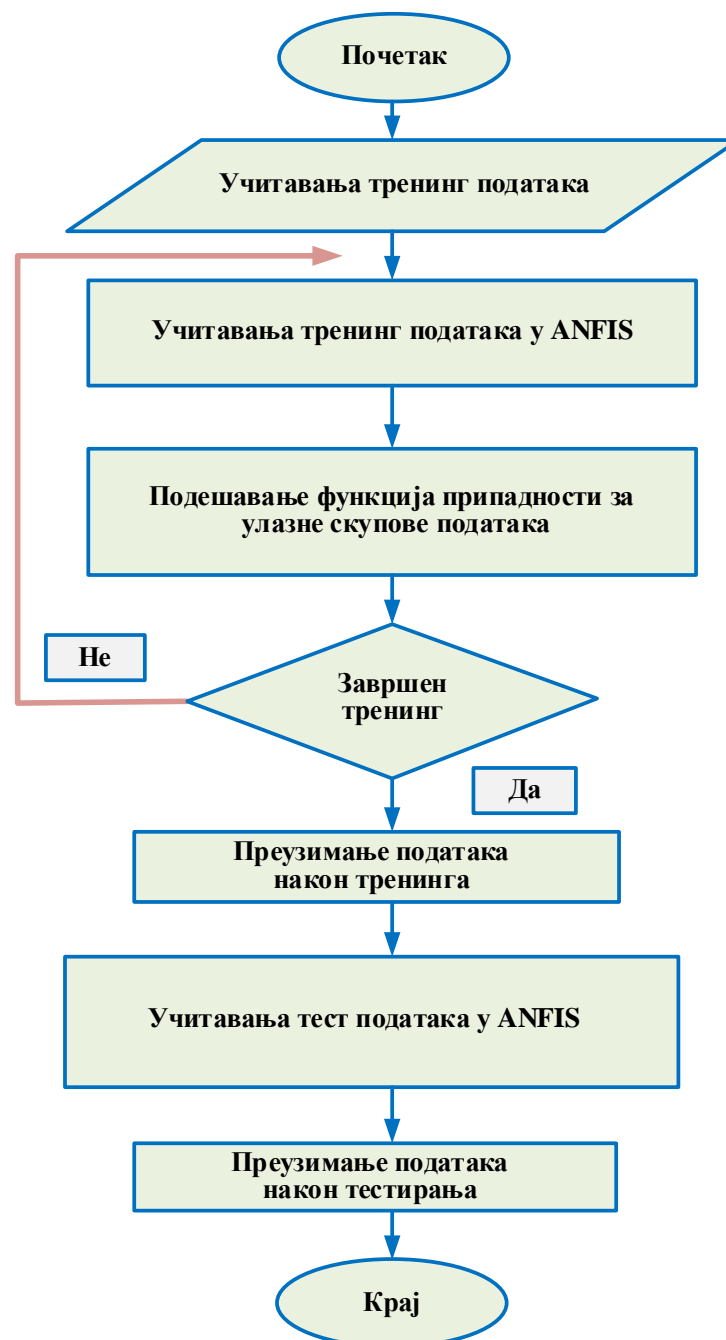 Почетак
Учитавања тренинг података
Учитавања тренинг података у ANFIS
Подешавање функција припадности за
улазне скупове података
Не
Завршен
тренинг
Да
Преузимање података
након тренинга
Учитавања тест података у ANFIS
Преузимање података
након тестирања
Крај